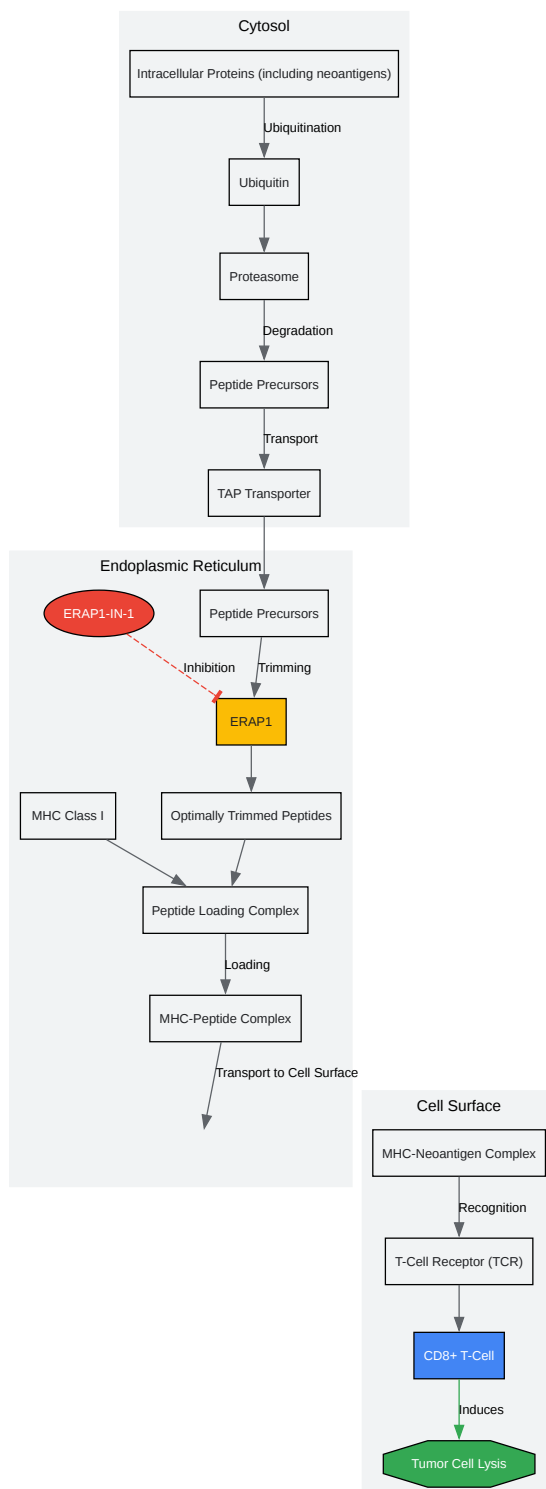 Cytosol
Intracellular Proteins (including neoantigens)
Ubiquitination
Ubiquitin
Proteasome
Degradation
Peptide Precursors
Transport
TAP Transporter
Endoplasmic Reticulum
ERAP1-IN-1
Peptide Precursors
Inhibition
Trimming
ERAP1
MHC Class I
Optimally Trimmed Peptides
Peptide Loading Complex
Loading
MHC-Peptide Complex
Transport to Cell Surface
Cell Surface
MHC-Neoantigen Complex
Recognition
T-Cell Receptor (TCR)
CD8+ T-Cell
Induces
Tumor Cell Lysis